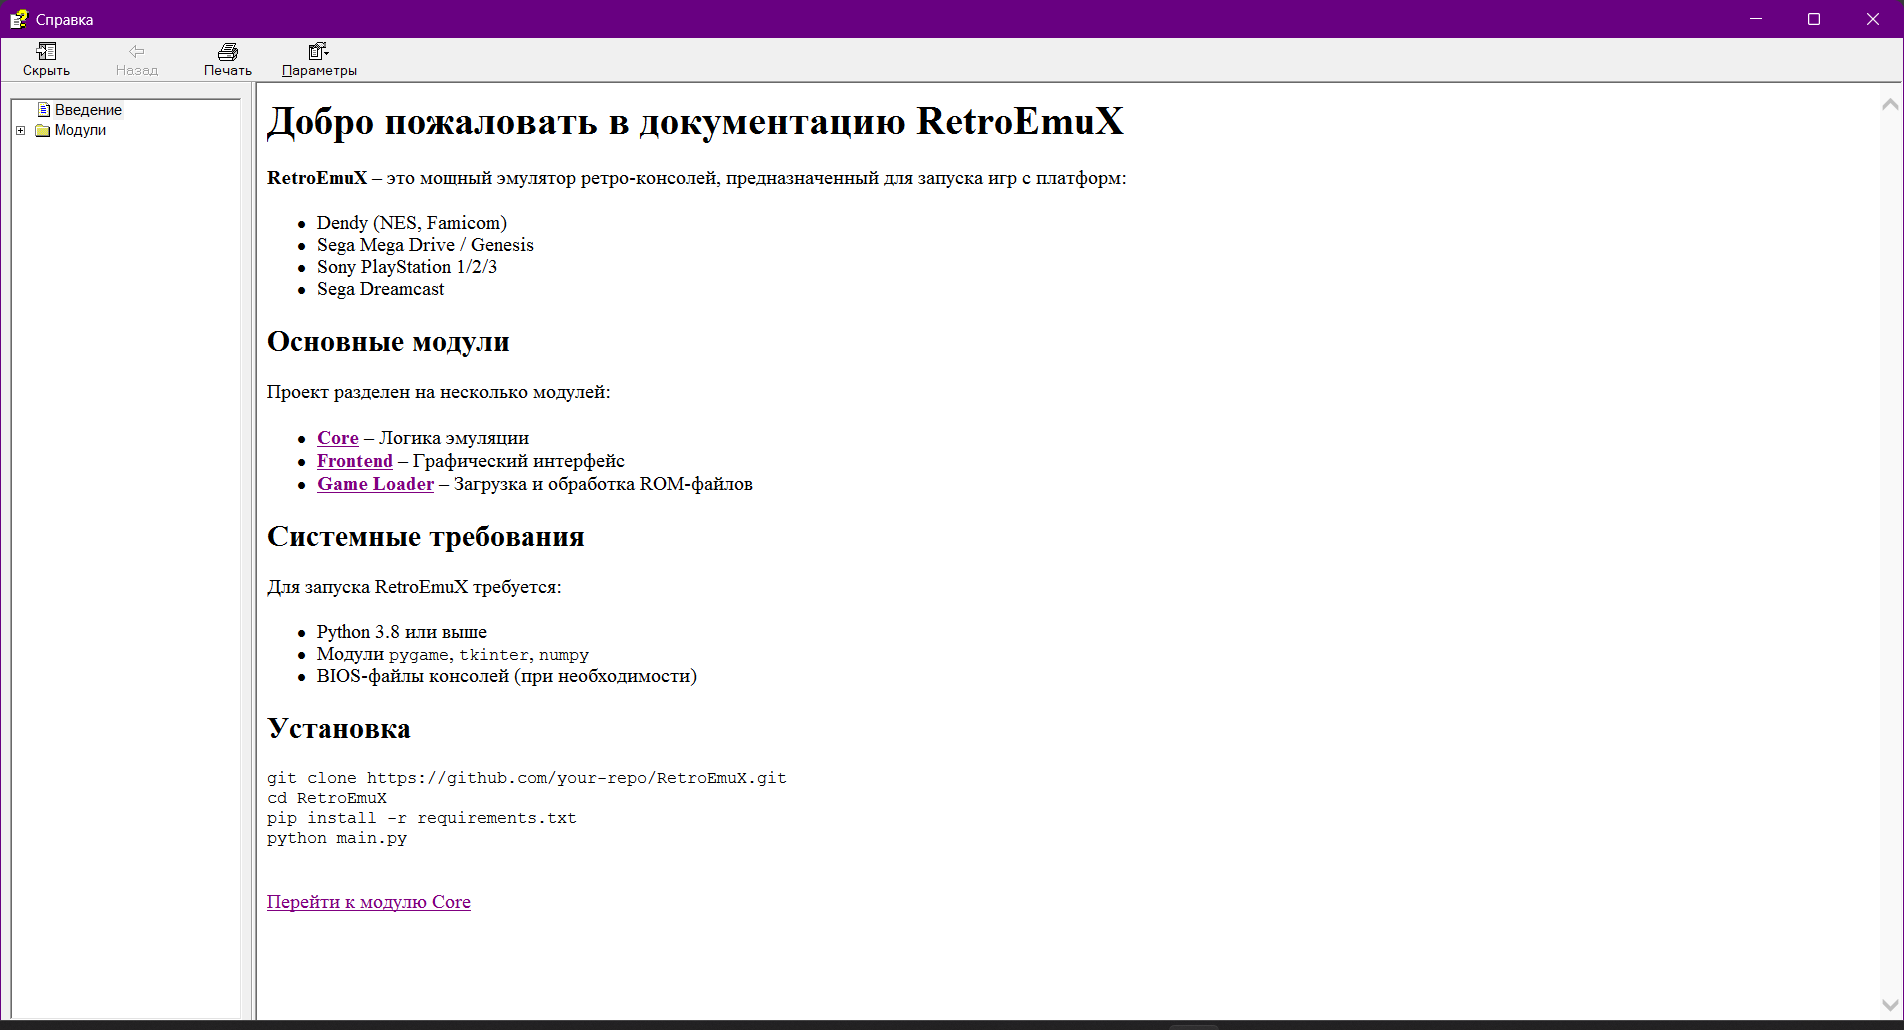 Справка
Скрыть
Назад
Печать
Параметры
Введение
Модули
Добро пожаловать в документацию RetroEmuX
RetroEmuX – это мощный эмулятор ретро-консолей, предназначенный для запуска игр с платформ:
Dendy (NES, Famicom)
Sega Mega Drive / Genesis
Sony PlayStation 1/2/3
Sega Dreamcast
Основные модули
Проект разделен на несколько модулей:
Core – Логика эмуляции
Frontend – Графический интерфейс
Game Loader – Загрузка и обработка ROM-файлов
Системные требования
Для запуска RetroEmuX требуется:
Python 3.8 или выше
Модули pygame, tkinter, numpy
BIOS-файлы консолей (при необходимости)
Установка
git clone https://github.com/your-repo/RetroEmuX.git
cd RetroEmuX
pip install -r requirements.txt
python main.py
Перейти к модулю Core